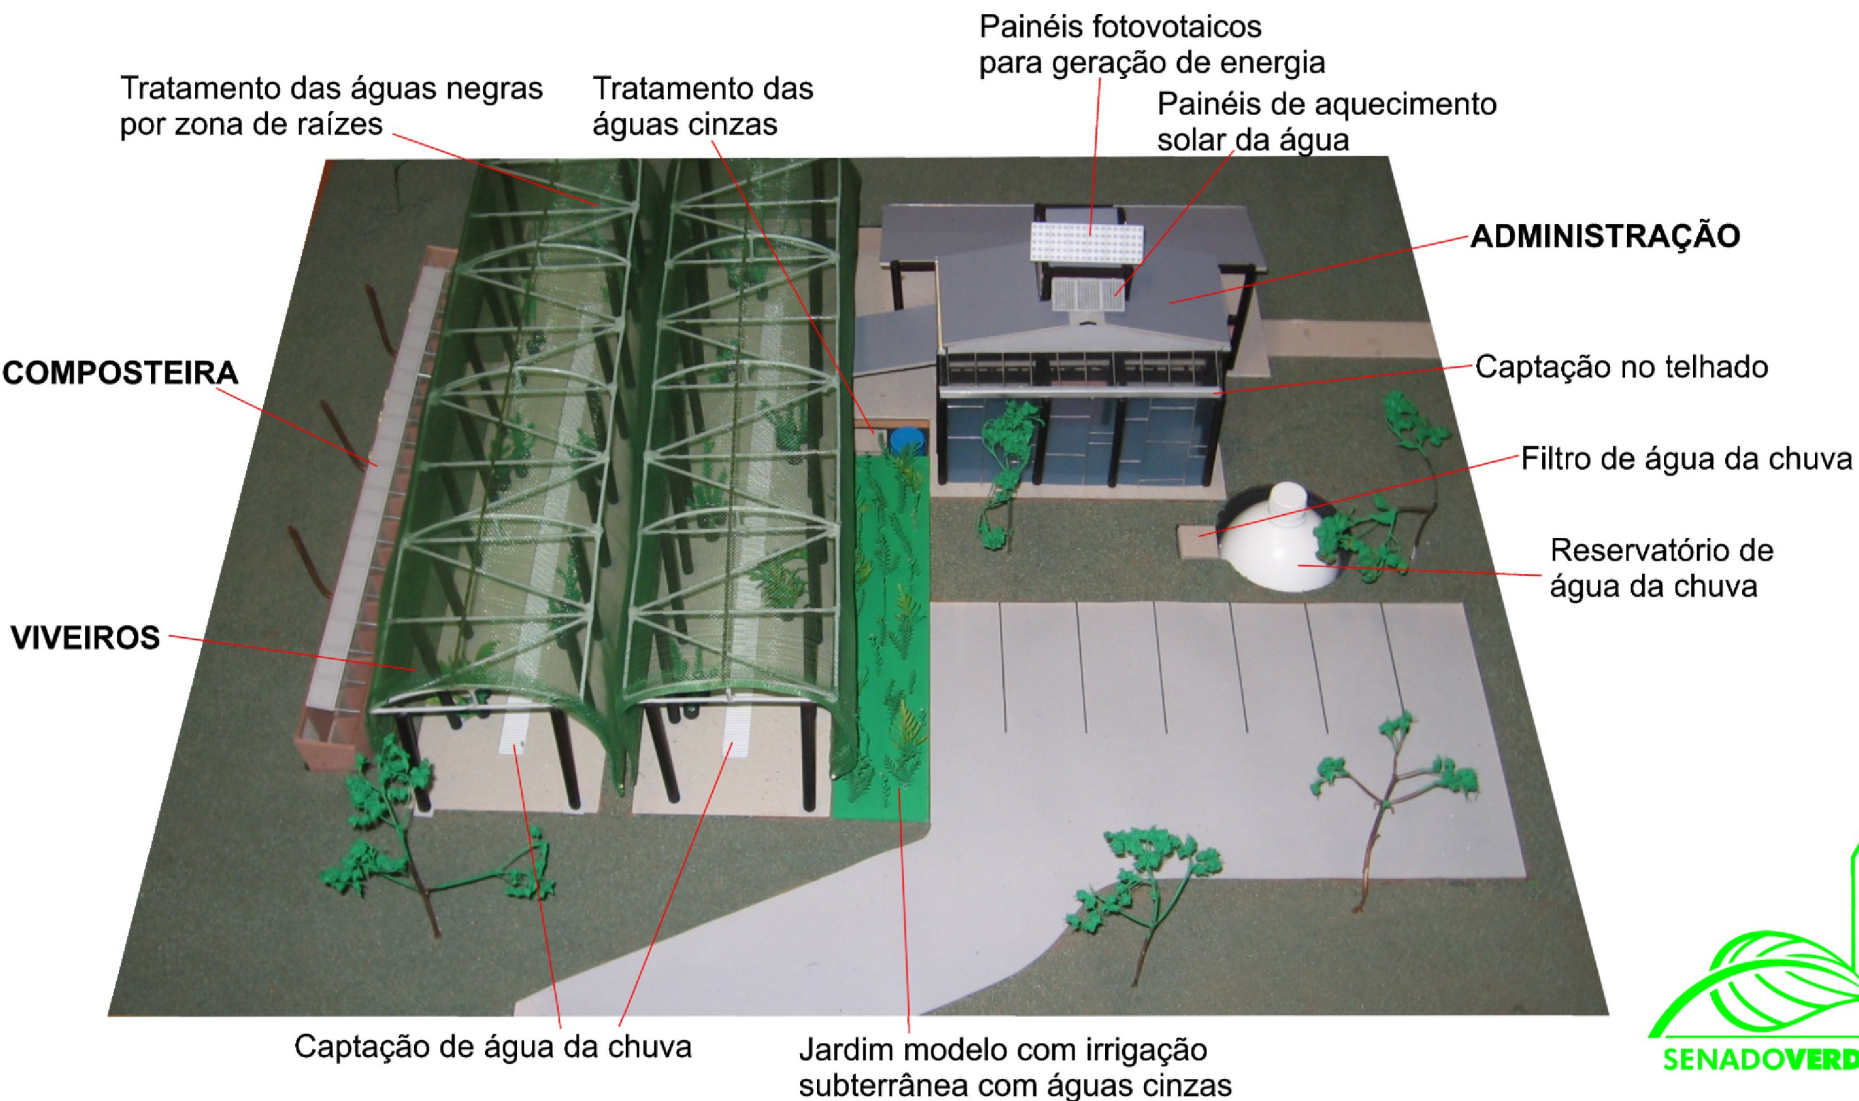 Painéis fotovotaicos
para geração de energia
Tratamento das águas negras
por zona de raízes
Tratamento das
águas cinzas
Painéis de aquecimento
solar da água
ADMINISTRAÇÃO
COMPOSTEIRA
Captação no telhado
Filtro de água da chuva
Reservatório de
água da chuva
VIVEIROS
Captação de água da chuva
Jardim modelo com irrigação
subterrânea com águas cinzas
SENADOVERD